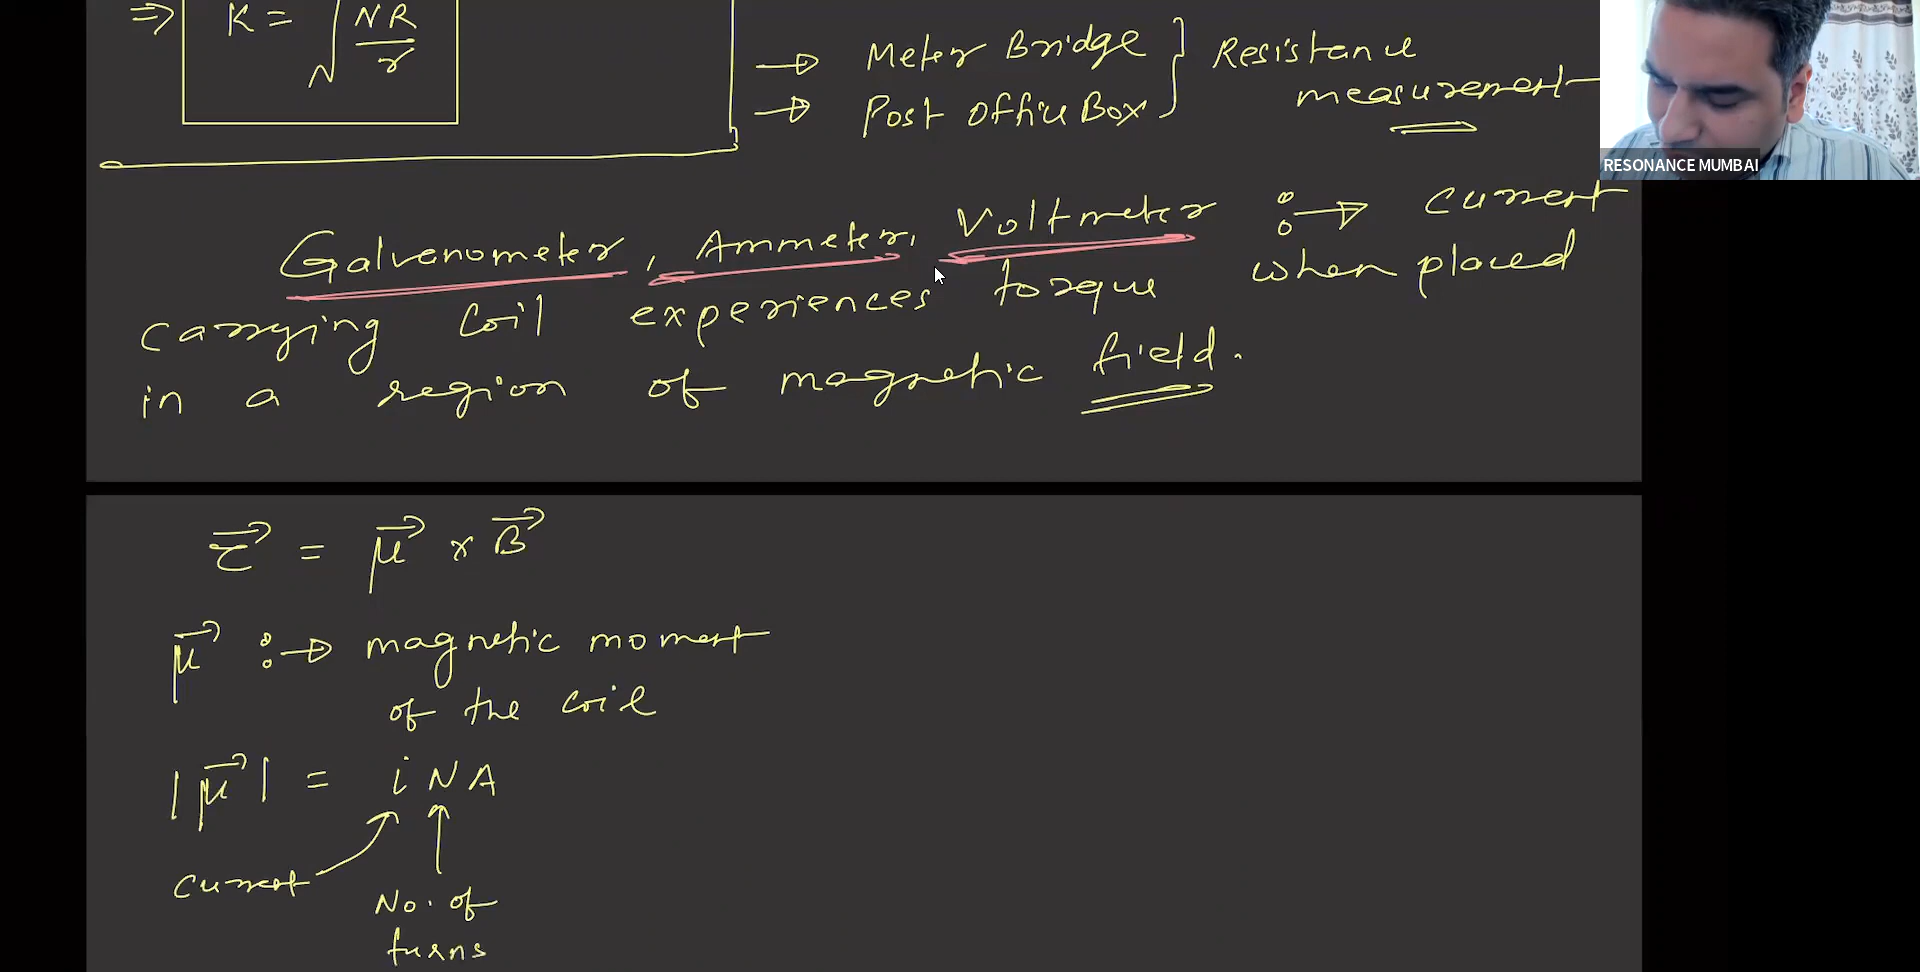 ⇒ K = √(NR/r)
→ Meter Bridge } Resistance
→ Post Office Box } measurement
RESONANCE MUMBAI
Galvenometer, Ammeter, Voltmeter :→ current
carrying coil experiences torque when placed
in a region of magnetic field.
τ⃗ = μ⃗ x B⃗
μ⃗ :→ magnetic moment
of the coil
|μ⃗| = i N A
current
No. of
turns